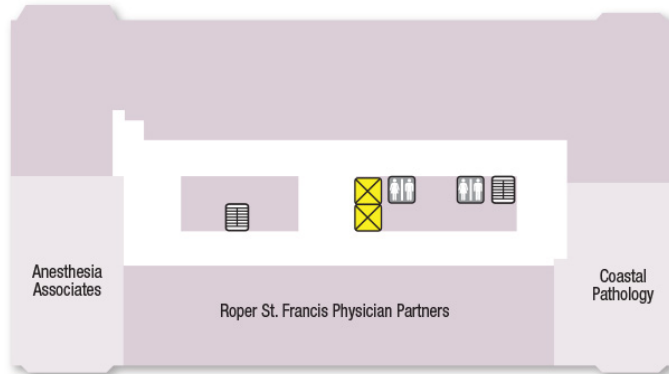 Anesthesia
Associates
Roper St. Francis Physician Partners
Coastal
Pathology